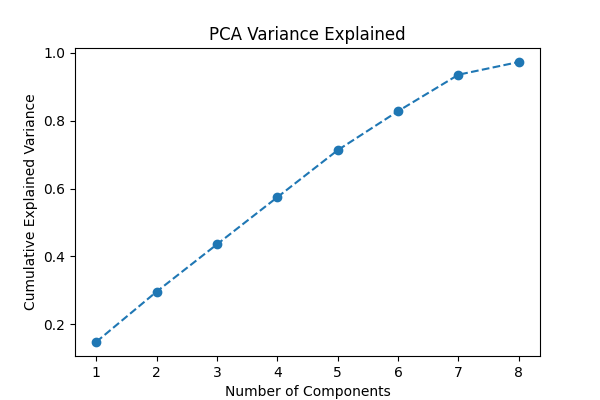 PCA Variance Explained
1.0
0.8
0.6
0.4
0.2
Cumulative Explained Variance
1 2 3 4 5 6 7 8
Number of Components